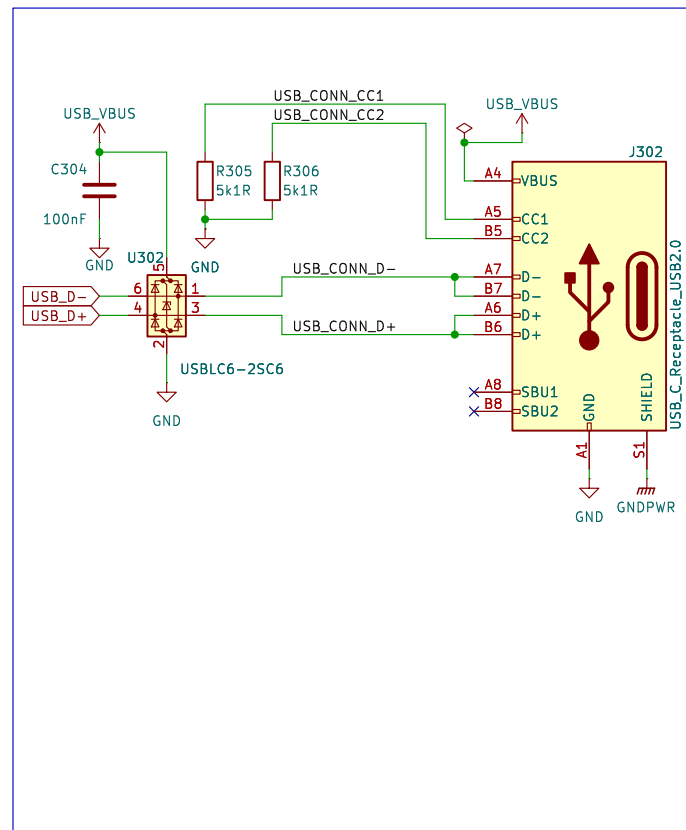 USB_CONN_CC1
USB_CONN_CC2
USB_VBUS
USB_VBUS
J302
C304
R305
5k1R
R306
5k1R
A4
VBUS
100nF
A5
CC1
B5
CC2
GND
GND
U302
5
USB_CONN_D-
A7
D-
USB_D-
6
1
B7
D-
USB_D+
4
3
A6
D+
USB_CONN_D+
B6
D+
2
USBLC6-2SC6
USB_C_Receptacle_USB2.0
A8
SBU1
B8
SBU2
GND
SHIELD
GND
A1
S1
GND
GNDPWR